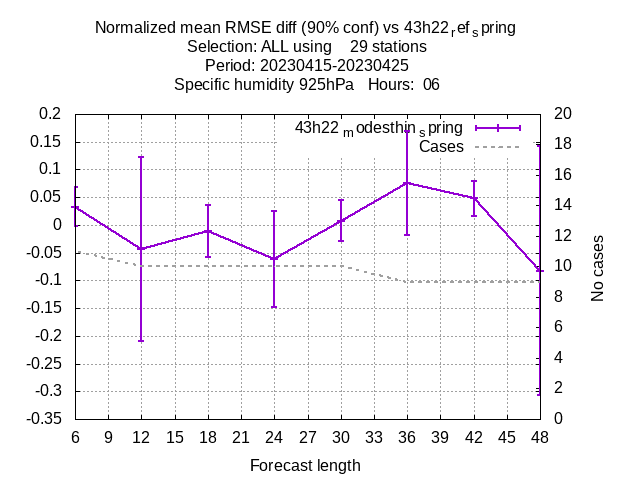 Normalized mean RMSE diff (90% conf) vs 43h22refspring
Selection: ALL using 29 stations
Period: 20230415-20230425
Specific humidity 925hPa Hours: 06
43h22modesthinspring
Cases
0.2
0.15
0.1
0.05
0
-0.05
-0.1
-0.15
-0.2
-0.25
-0.3
-0.35
20
18
16
14
12
10
8
6
4
2
0
No cases
6 9 12 15 18 21 24 27 30 33 36 39 42 45 48
Forecast length